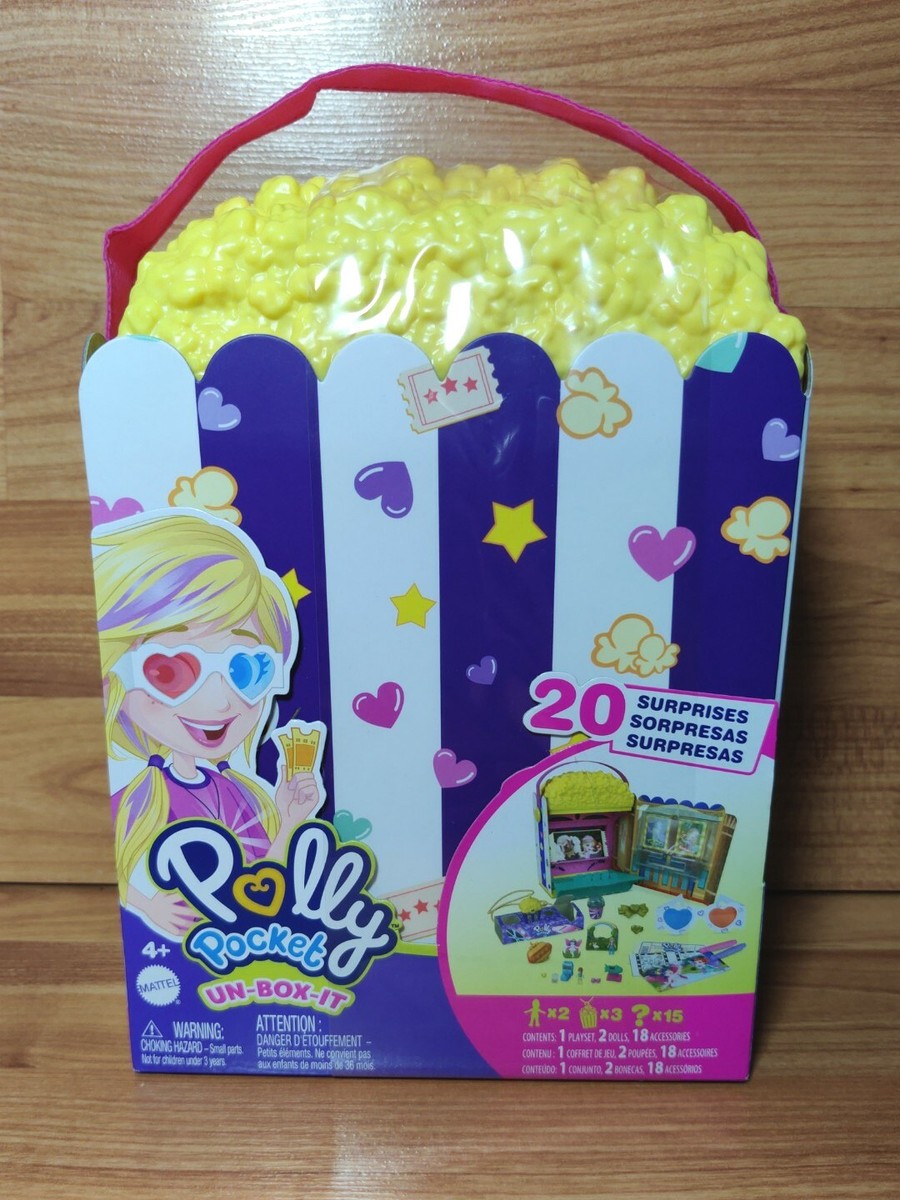 20 SURPRISES
SORPRESAS
SURPRESAS
Polly
Pocket
UN-BOX-IT
4+
MATTEL
WARNING:
CHOKING HAZARD – Small parts
Not for children under 3 years.
ATTENTION :
DANGER D'ÉTOUFFEMENT –
Petits éléments. Ne convient pas
aux enfants de moins de 36 mois.
x2 x3 ? x15
CONTENTS: 1 PLAYSET, 2 DOLLS, 18 ACCESSORIES
CONTENU : 1 COFFRET DE JEU, 2 POUPÉES, 18 ACCESSOIRES
CONTEÚDO: 1 CONJUNTO, 2 BONECAS, 18 ACESSÓRIOS